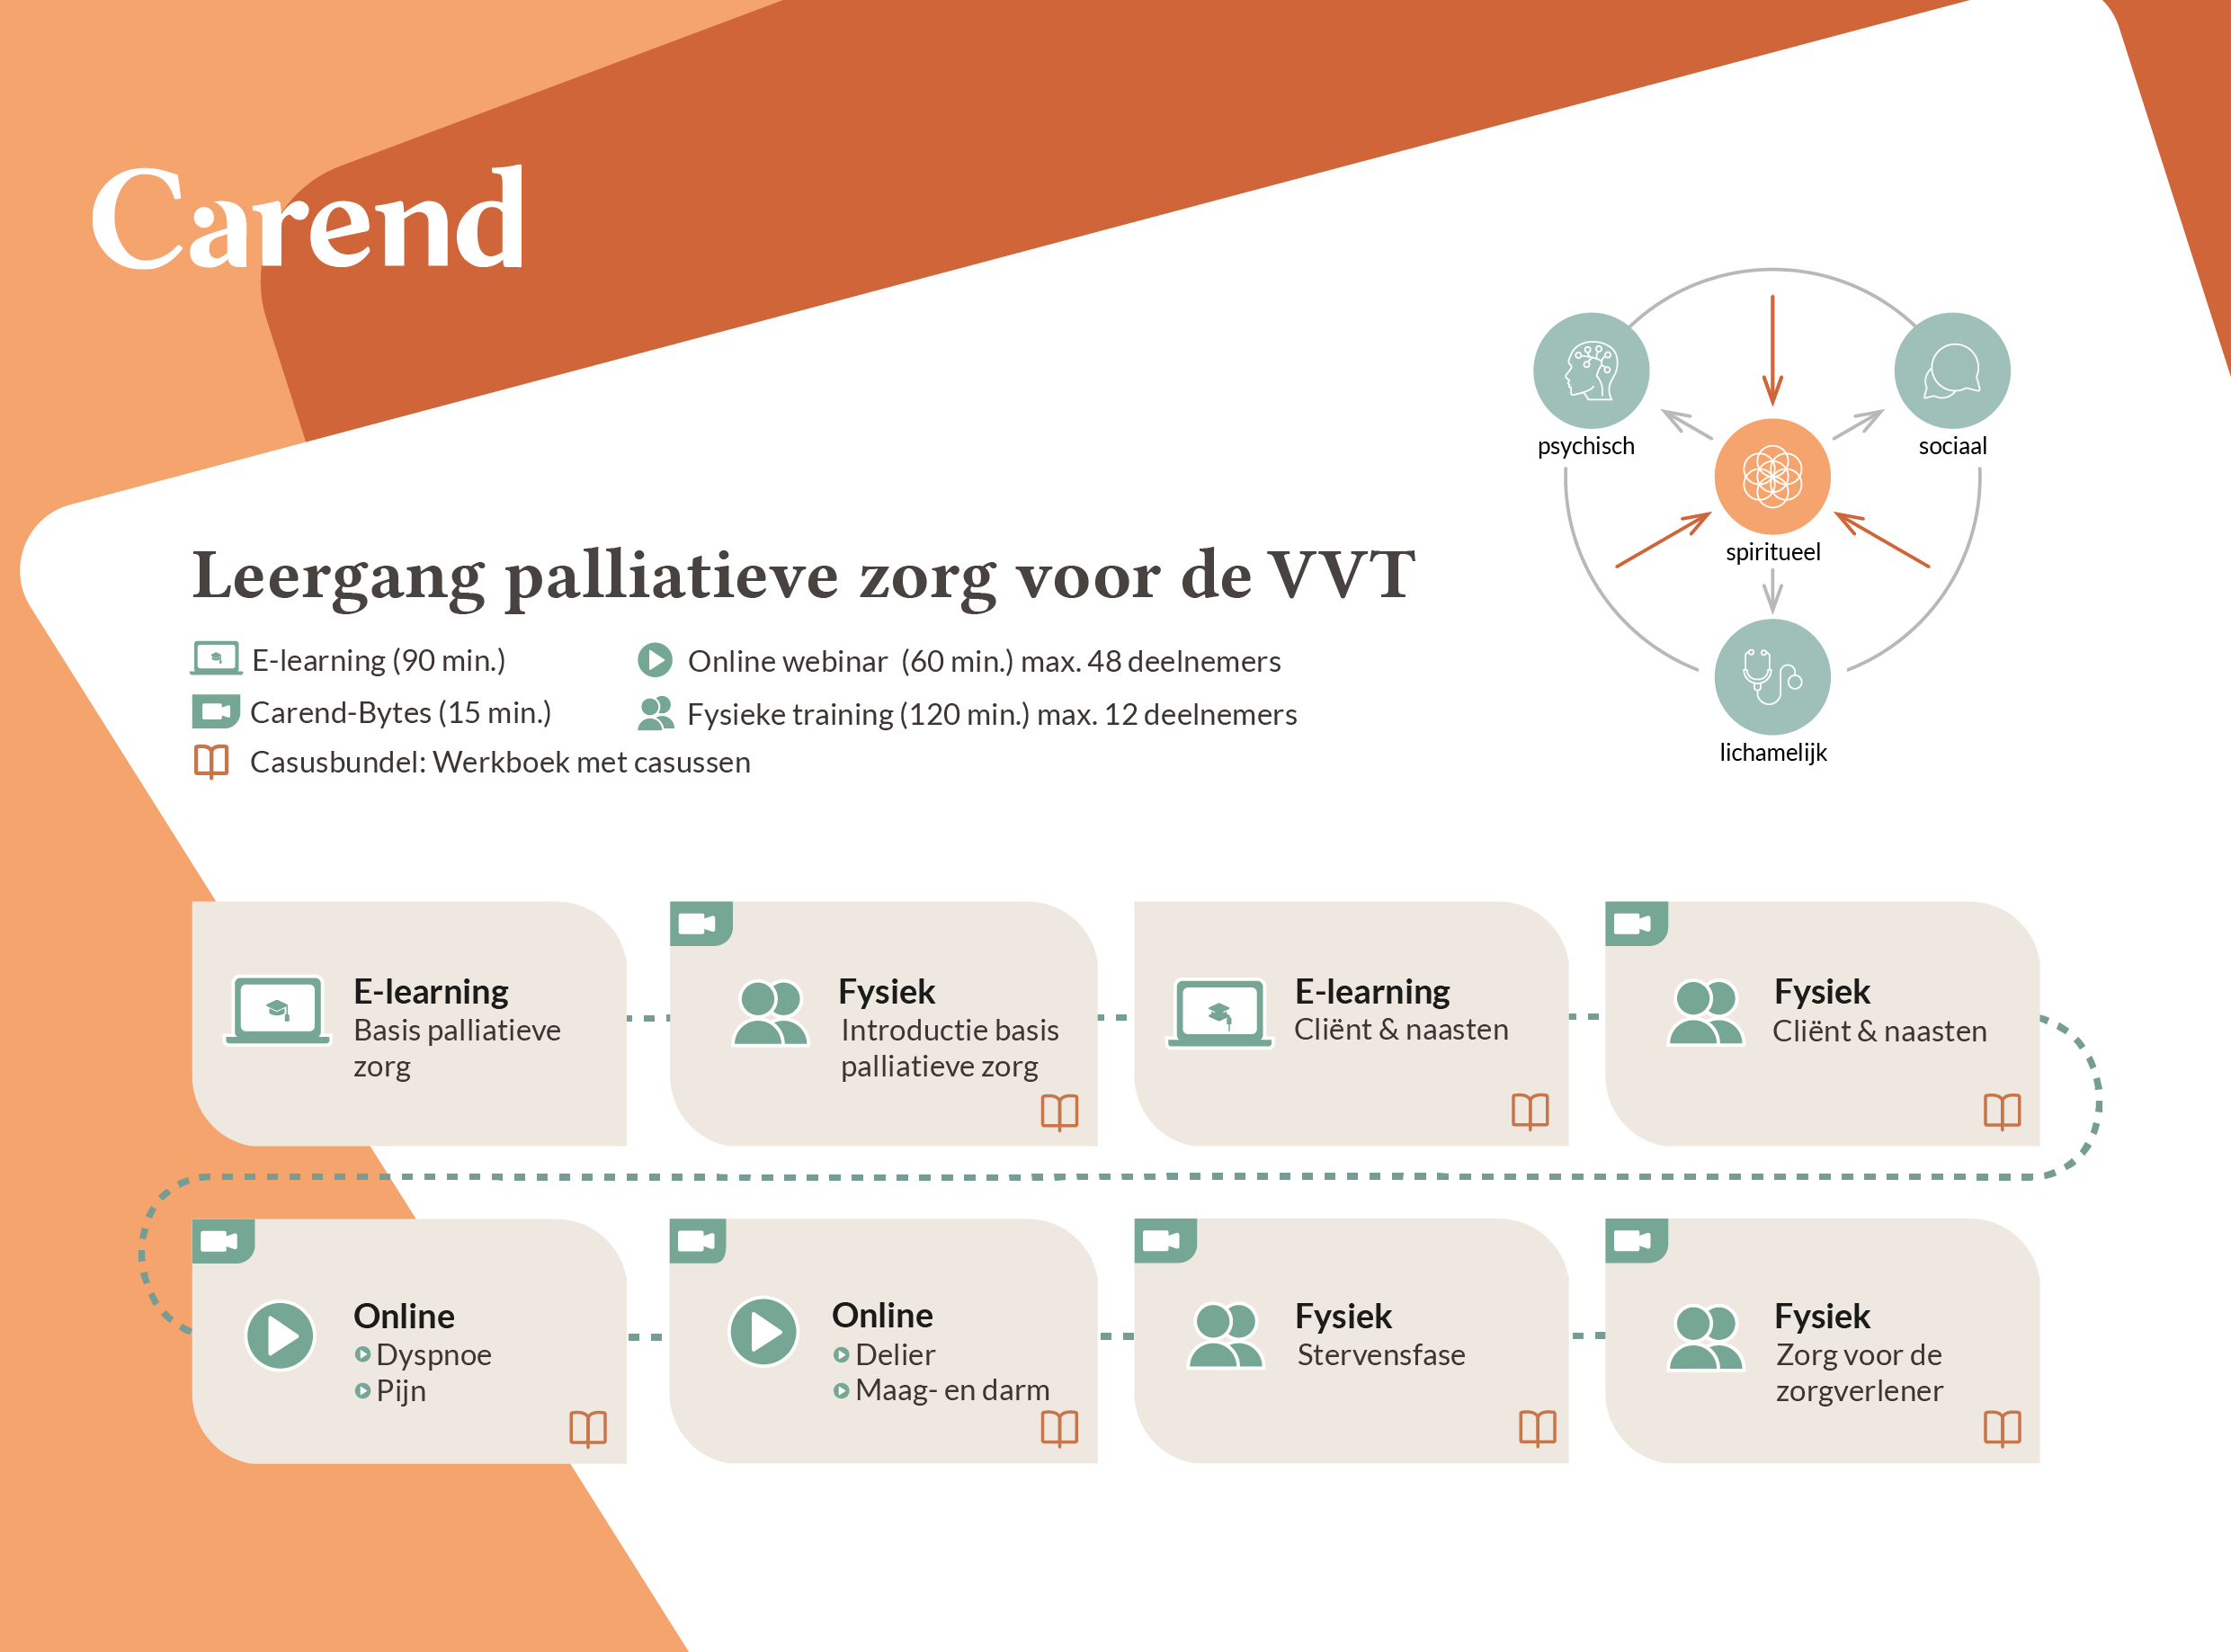 Carend
psychisch
sociaal
spiritueel
lichamelijk
Leergang palliatieve zorg voor de VVT
E-learning (90 min.)
Online webinar (60 min.) max. 48 deelnemers
Carend-Bytes (15 min.)
Fysieke training (120 min.) max. 12 deelnemers
Casusbundel: Werkboek met casussen
E-learning
Basis palliatieve
zorg
Fysiek
Introductie basis
palliatieve zorg
E-learning
Cliënt & naasten
Fysiek
Cliënt & naasten
Online
Dyspnoe
Pijn
Online
Delier
Maag- en darm
Fysiek
Stervensfase
Fysiek
Zorg voor de
zorgverlener